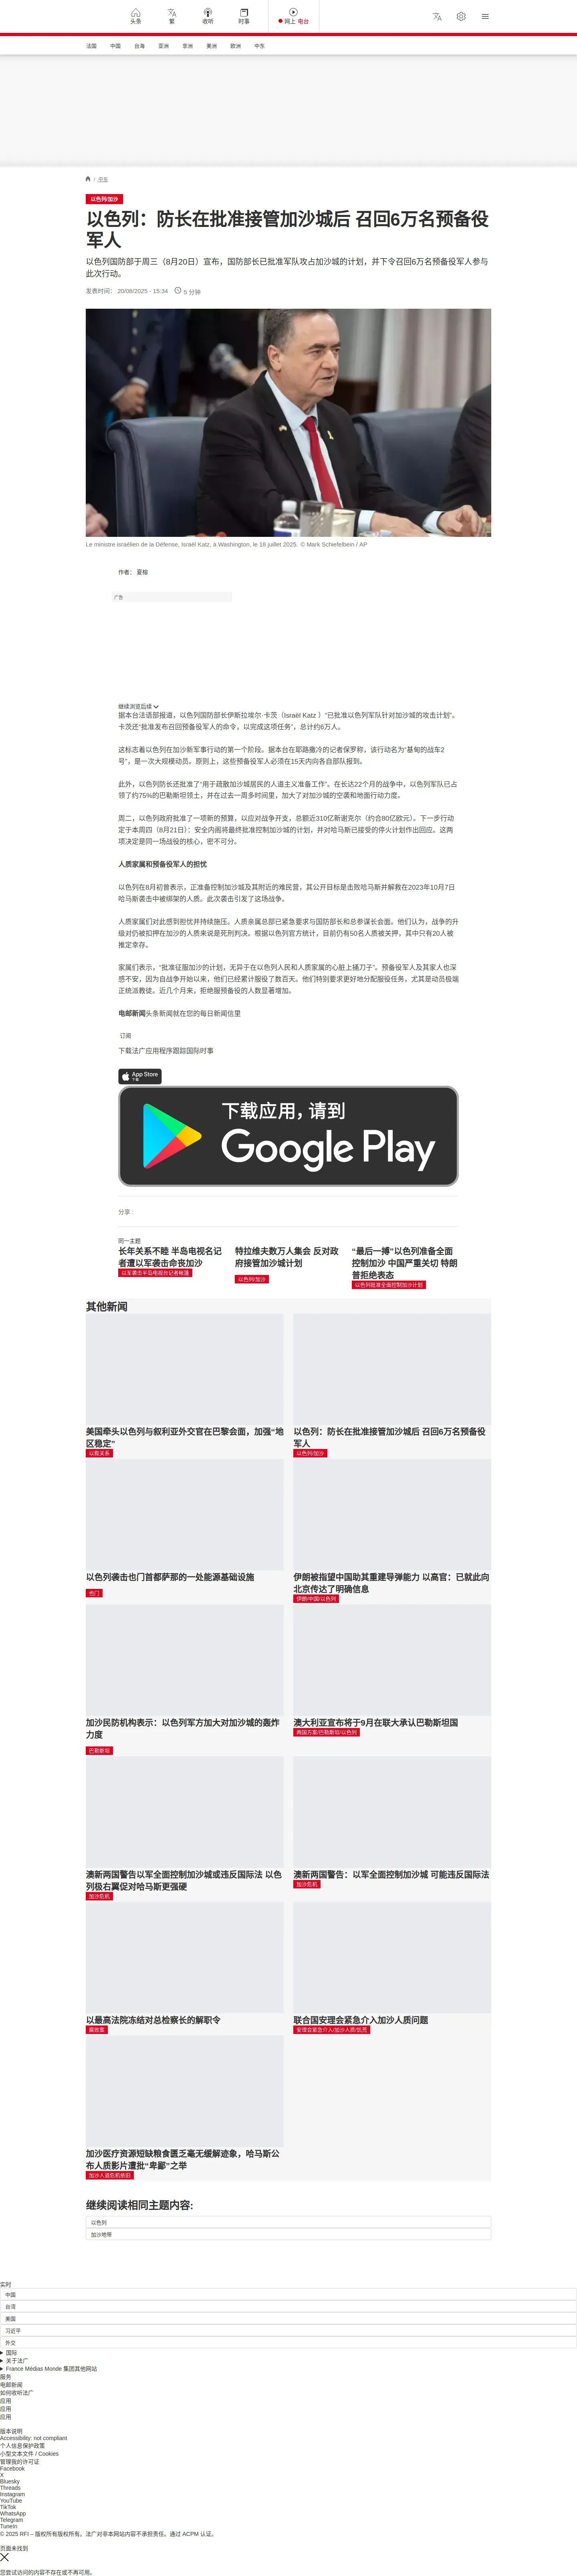 头条
繁
收听
时事
网上 电台
法国
中国
台海
亚洲
非洲
美洲
欧洲
中东
/ 中东
以色列/加沙
以色列：防长在批准接管加沙城后 召回6万名预备役
军人
以色列国防部于周三（8月20日）宣布，国防部长已批准军队攻占加沙城的计划，并下令召回6万名预备役军人参与
此次行动。
发表时间： 20/08/2025 - 15:34
5 分钟
Le ministre israélien de la Défense, Israël Katz, à Washington, le 18 juillet 2025. © Mark Schiefelbein / AP
作者： 夏榕
广告
继续浏览后续
据本台法语部报道，以色列国防部长伊斯拉埃尔·卡茨（Israël Katz ）“已批准以色列军队针对加沙城的攻击计划”。
卡茨还“批准发布召回预备役军人的命令，以完成这项任务”，总计约6万人。
这标志着以色列在加沙新军事行动的第一个阶段。据本台在耶路撒冷的记者保罗称，该行动名为“基甸的战车2
号”，是一次大规模动员。原则上，这些预备役军人必须在15天内向各自部队报到。
此外，以色列防长还批准了“用于疏散加沙城居民的人道主义准备工作”。在长达22个月的战争中，以色列军队已占
领了约75%的巴勒斯坦领土，并在过去一周多时间里，加大了对加沙城的空袭和地面行动力度。
周二，以色列政府批准了一项新的预算，以应对战争开支，总额近310亿新谢克尔（约合80亿欧元）。下一步行动
定于本周四（8月21日）：安全内阁将最终批准控制加沙城的计划，并对哈马斯已接受的停火计划作出回应。这两
项决定是同一场战役的核心，密不可分。
人质家属和预备役军人的担忧
以色列在8月初曾表示，正准备控制加沙城及其附近的难民营，其公开目标是击败哈马斯并解救在2023年10月7日
哈马斯袭击中被绑架的人质。此次袭击引发了这场战争。
人质家属们对此感到担忧并持续施压。人质亲属总部已紧急要求与国防部长和总参谋长会面。他们认为，战争的升
级对仍被扣押在加沙的人质来说是死刑判决。根据以色列官方统计，目前仍有50名人质被关押，其中只有20人被
推定幸存。
家属们表示，“批准征服加沙的计划，无异于在以色列人民和人质家属的心脏上捅刀子”。预备役军人及其家人也深
感不安，因为自战争开始以来，他们已经累计服役了数百天。他们特别要求更好地分配服役任务，尤其是动员极端
正统派教徒。近几个月来，拒绝服预备役的人数显著增加。
电邮新闻头条新闻就在您的每日新闻信里
订阅
下载法广应用程序跟踪国际时事
App Store
下载
下载应用，请到
Google Play
分享 :
同一主题
长年关系不睦 半岛电视名记
者遭以军袭击命丧加沙
以军袭击半岛电视台记者帐篷
特拉维夫数万人集会 反对政
府接管加沙城计划
以色列/加沙
“最后一搏”以色列准备全面
控制加沙 中国严重关切 特朗
普拒绝表态
以色列批准全面控制加沙计划
其他新闻
美国牵头以色列与叙利亚外交官在巴黎会面，加强“地
区稳定”
以叙关系
以色列：防长在批准接管加沙城后 召回6万名预备役
军人
以色列/加沙
以色列袭击也门首都萨那的一处能源基础设施
也门
伊朗被指望中国助其重建导弹能力 以高官：已就此向
北京传达了明确信息
伊朗/中国/以色列
加沙民防机构表示：以色列军方加大对加沙城的轰炸
力度
巴勒斯坦
澳大利亚宣布将于9月在联大承认巴勒斯坦国
两国方案/巴勒斯坦/以色列
澳新两国警告以军全面控制加沙城或违反国际法 以色
列极右翼促对哈马斯更强硬
加沙危机
澳新两国警告：以军全面控制加沙城 可能违反国际法
加沙危机
以最高法院冻结对总检察长的解职令
腐败案
联合国安理会紧急介入加沙人质问题
安理会紧急介入/加沙人质/饥荒
加沙医疗资源短缺粮食匮乏毫无缓解迹象，哈马斯公
布人质影片遭批“卑鄙”之举
加沙人道危机依旧
继续阅读相同主题内容:
以色列
加沙地带
实时
中国
台湾
美国
习近平
外交
国际
关于法广
France Médias Monde 集团其他网站
服务
电邮新闻
如何收听法广
应用
应用
应用
版本说明
Accessibility: not compliant
个人信息保护政策
小型文本文件 / Cookies
管理我的许可证
Facebook
X
Bluesky
Threads
Instagram
YouTube
TikTok
WhatsApp
Telegram
TuneIn
© 2025 RFI – 版权所有版权所有。法广对非本网站内容不承担责任。通过 ACPM 认证。
页面未找到
您尝试访问的内容不存在或不再可用。